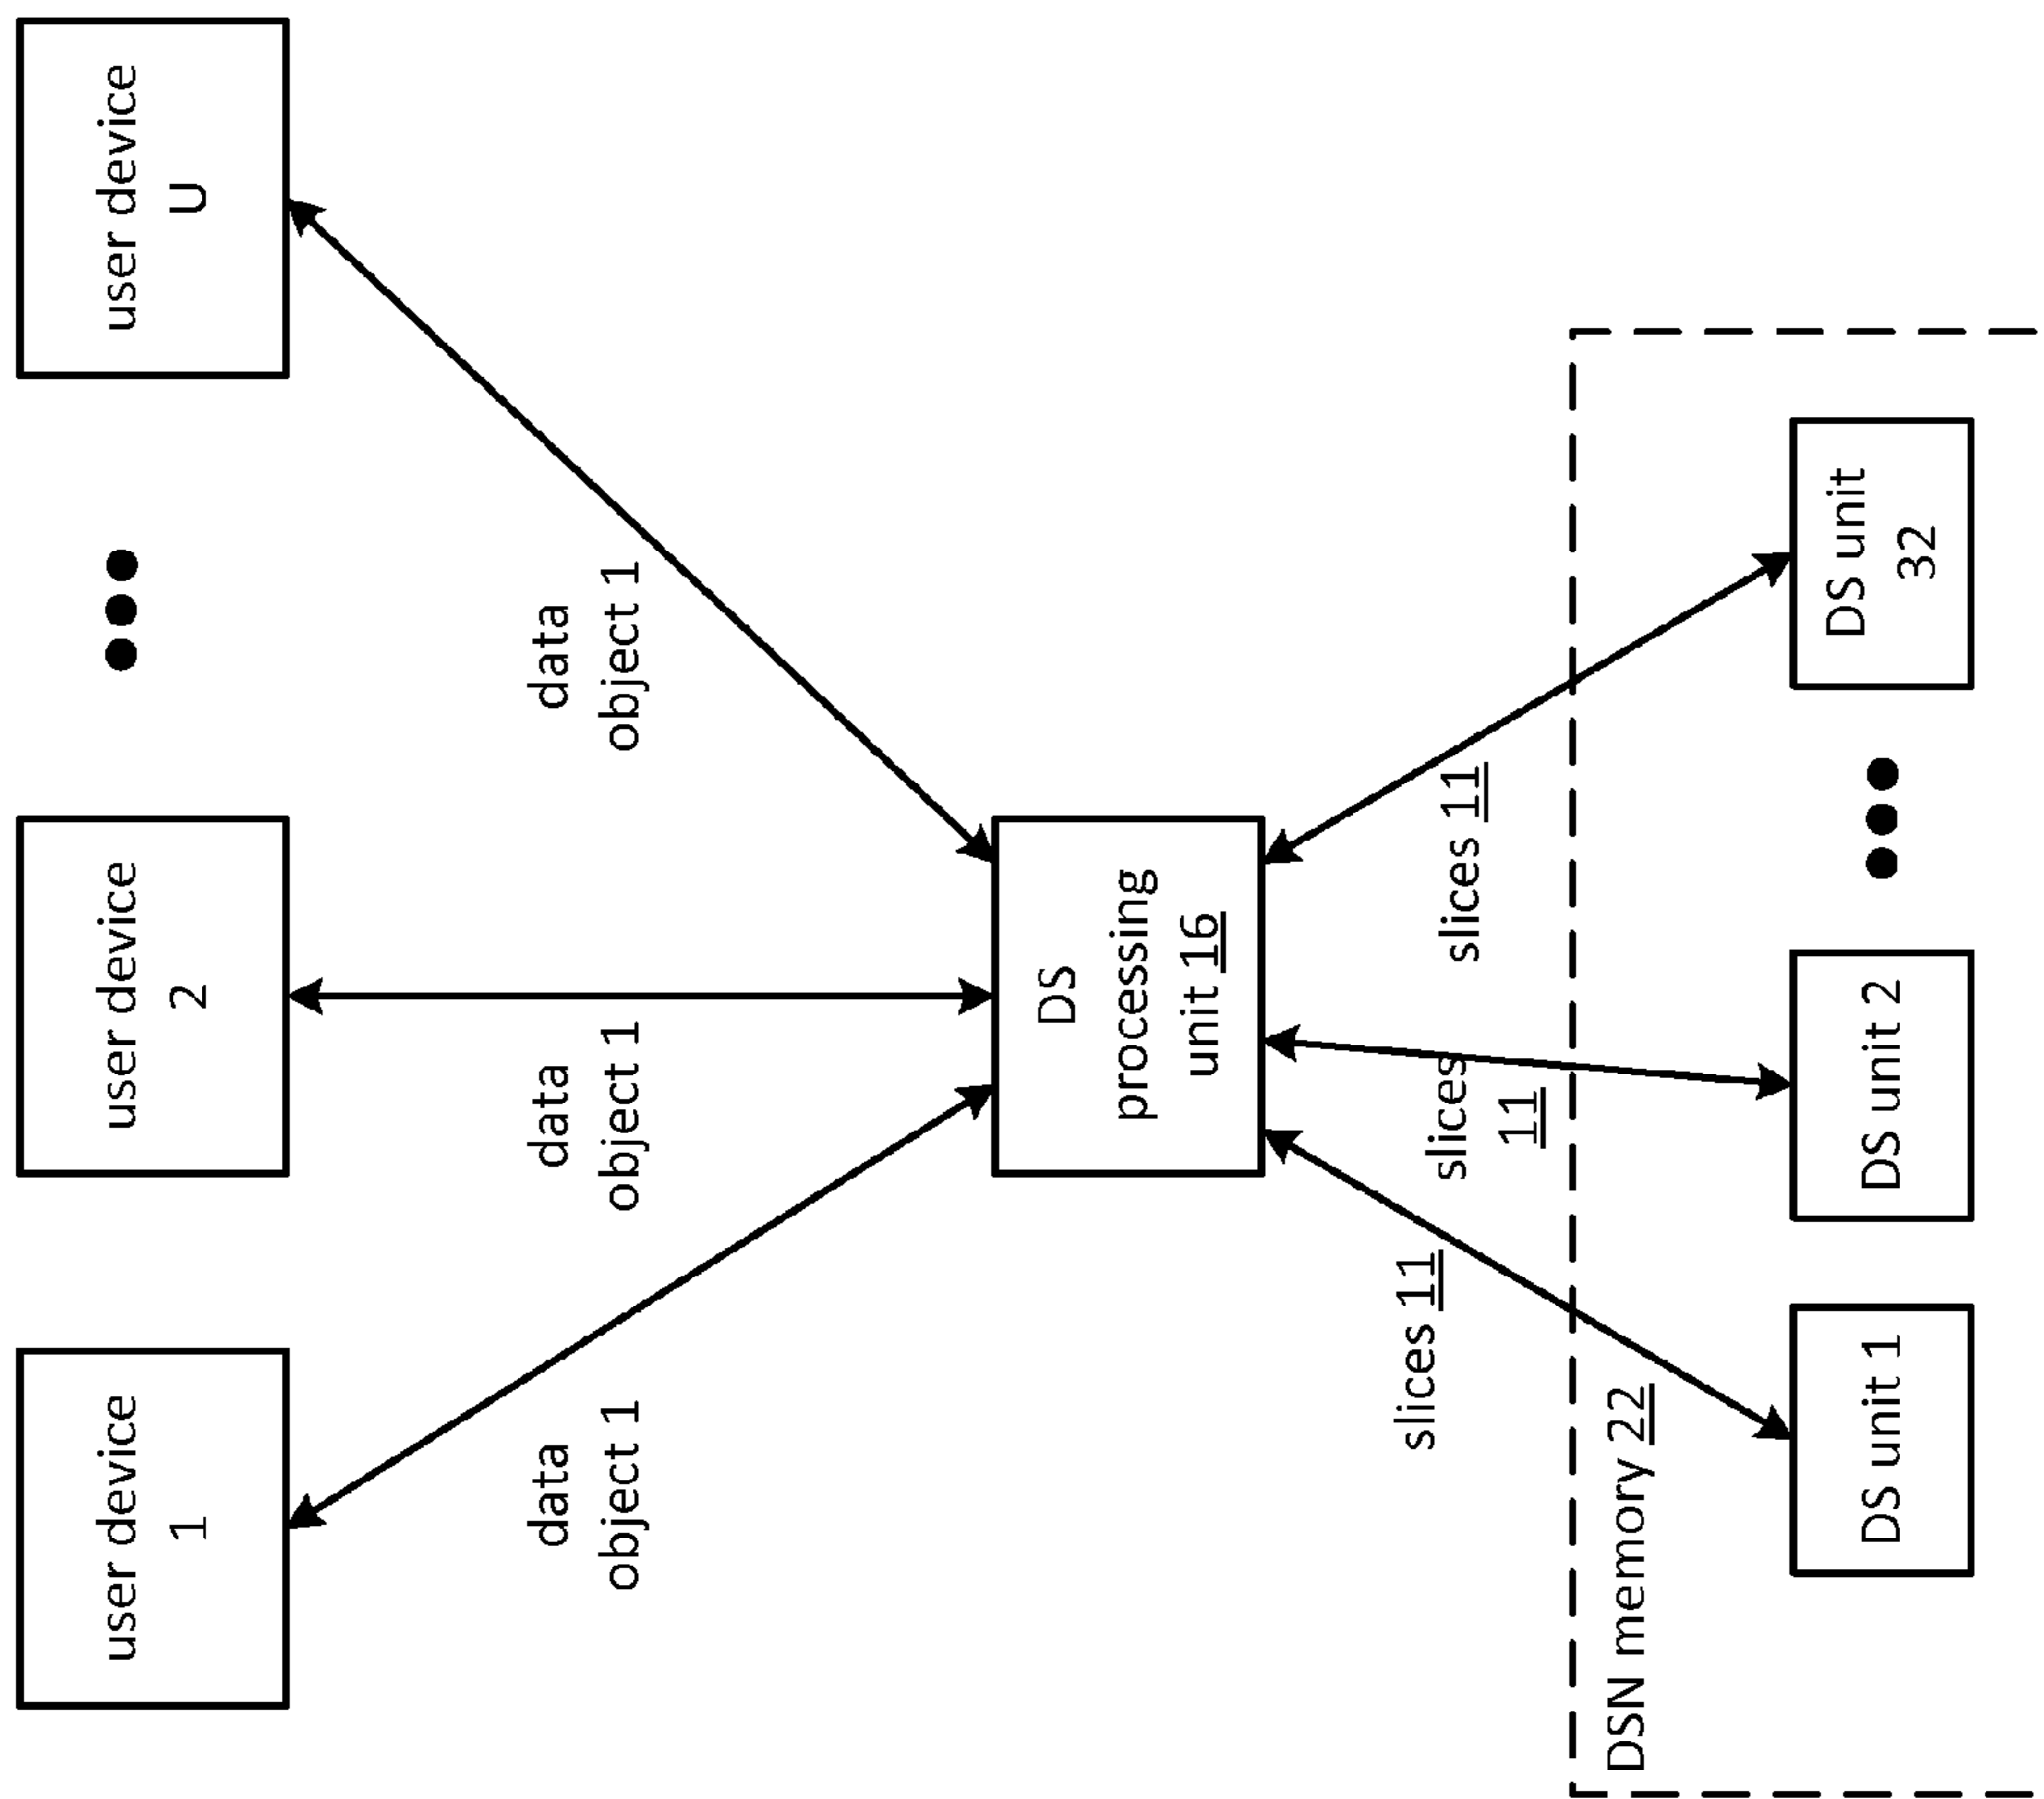 user device
1
user device
2
user device
U
data
object 1
data
object 1
data
object 1
DS
processing
unit 16
slices 11
slices
11
slices 11
DSN memory 22
DS unit 1
DS unit 2
DS unit
32